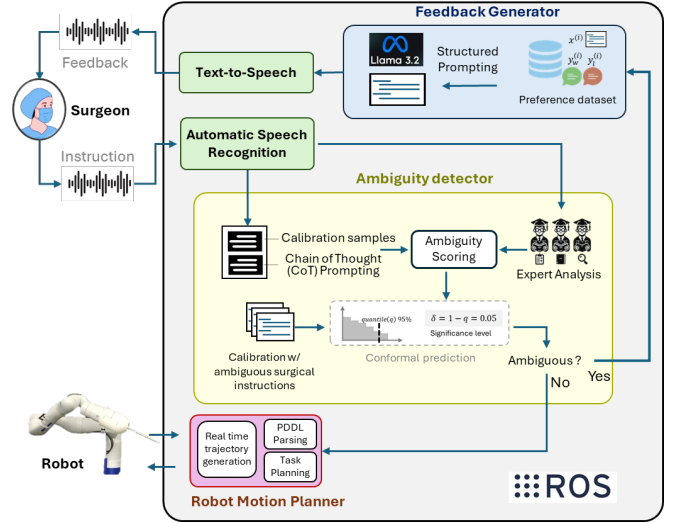 Feedback Generator
Feedback
Text-to-Speech
Llama 3.2
Structured
Prompting
x⁽ⁱ⁾
y_w⁽ⁱ⁾ y_l⁽ⁱ⁾
Preference dataset
Surgeon
Instruction
Automatic Speech
Recognition
Ambiguity detector
Calibration samples
Chain of Thought
(CoT) Prompting
Ambiguity
Scoring
Expert Analysis
quantile(q) 95%
δ = 1 − q = 0.05
Significance level
Conformal prediction
Calibration w/
ambiguous surgical
instructions
Ambiguous ?
No
Yes
Robot
Real time
trajectory
generation
PDDL
Parsing
Task
Planning
Robot Motion Planner
ROS